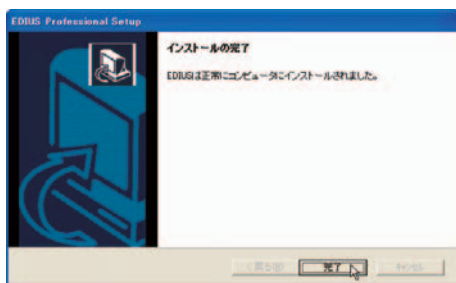 EDIUS Professional Setup
インストールの完了
EDIUSは正常にコンピュータにインストールされました。
< 戻る(B)
完了
キャンセル